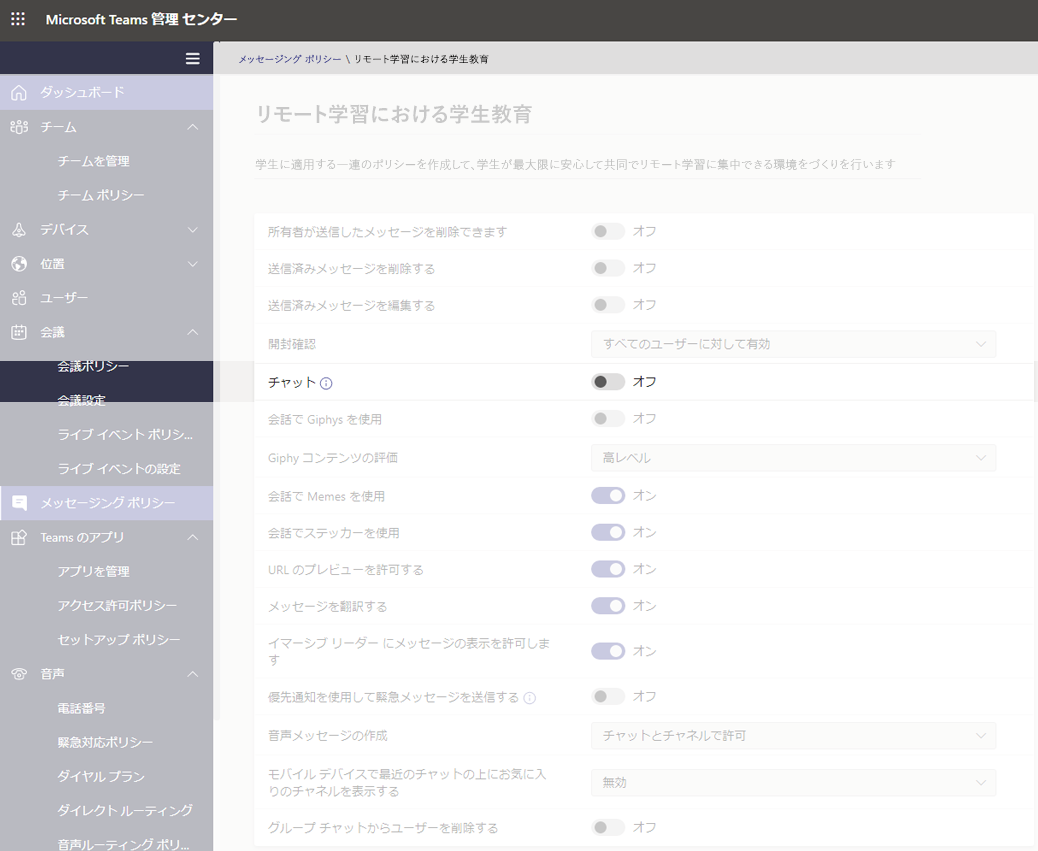 Microsoft Teams 管理 センター
メッセージング ポリシー \ リモート学習における学生教育
ダッシュボード
チーム
チームを管理
チーム ポリシー
デバイス
位置
ユーザー
会議
会議ポリシー
会議設定
ライブ イベント ポリシ...
ライブ イベントの設定
メッセージング ポリシー
Teams のアプリ
アプリを管理
アクセス許可ポリシー
セットアップ ポリシー
音声
電話番号
緊急対応ポリシー
ダイヤル プラン
ダイレクト ルーティング
音声ルーティング ポリ...
リモート学習における学生教育
学生に適用する一連のポリシーを作成して、学生が最大限に安心して共同でリモート学習に集中できる環境をづくりを行います
所有者が送信したメッセージを削除できます オフ
送信済みメッセージを削除する オフ
送信済みメッセージを編集する オフ
開封確認 すべてのユーザーに対して有効
チャット オフ
会話で Giphys を使用 オフ
Giphy コンテンツの評価 高レベル
会話で Memes を使用 オン
会話でステッカーを使用 オン
URL のプレビューを許可する オン
メッセージを翻訳する オン
イマーシブ リーダー にメッセージの表示を許可しま
す オン
優先通知を使用して緊急メッセージを送信する オフ
音声メッセージの作成 チャットとチャネルで許可
モバイル デバイスで最近のチャットの上にお気に入
りのチャネルを表示する 無効
グループ チャットからユーザーを削除する オフ